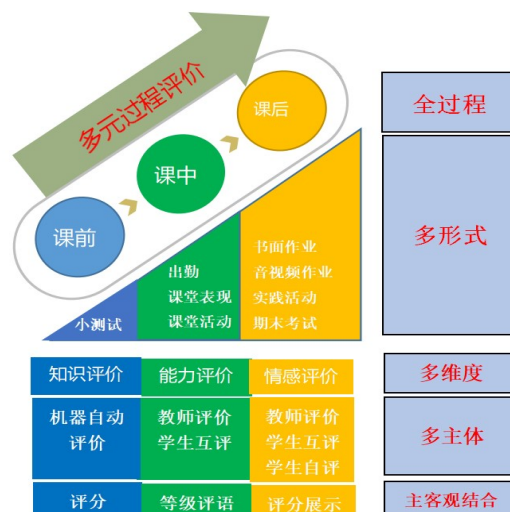 多元过程评价
课前
课中
课后
全过程
小测试
出勤
课堂表现
课堂活动
书面作业
音视频作业
实践活动
期末考试
多形式
知识评价
能力评价
情感评价
多维度
机器自动
评价
教师评价
学生互评
教师评价
学生互评
学生自评
多主体
评分
等级评语
评分展示
主客观结合